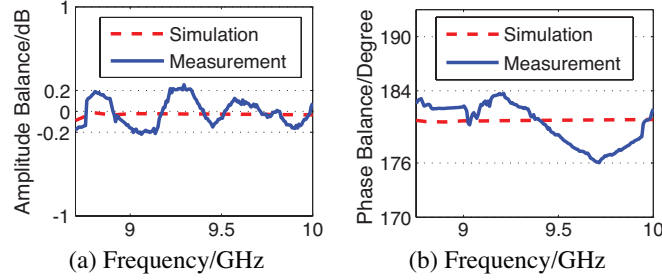 1
Simulation
Measurement
0.2
0
-0.2
-1
9
9.5
10
Amplitude Balance/dB
(a) Frequency/GHz
190
Simulation
Measurement
184
176
170
9
9.5
10
Phase Balance/Degree
(b) Frequency/GHz